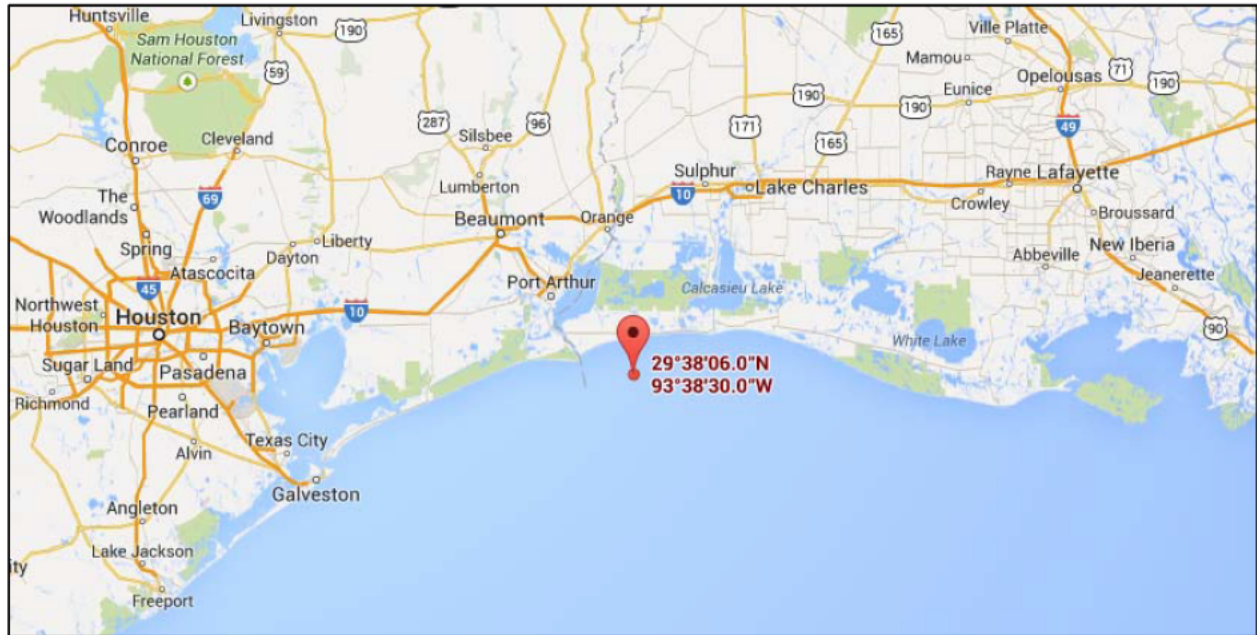 Huntsville
Livingston
190
Ville Platte
165
Sam Houston
National Forest
59
Mamou
71
Opelousas
190
190
190
Eunice
287
96
Silsbee
171
165
49
Cleveland
Conroe
Sulphur
Rayne
Lafayette
Lumberton
10
Lake Charles
Crowley
The
Woodlands
69
Beaumont
Orange
Broussard
Spring
Liberty
Dayton
New Iberia
Abbeville
Atascocita
Jeanerette
45
Port Arthur
Calcasieu Lake
Northwest
Houston
Houston
Baytown
10
90
White Lake
Sugar Land
Pasadena
29°38'06.0"N
93°38'30.0"W
Richmond
Pearland
Texas City
Alvin
Galveston
Angleton
Lake Jackson
ity
Freeport